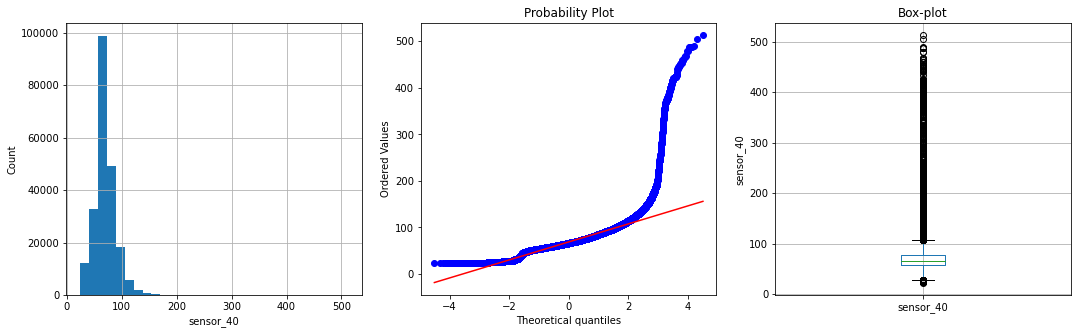 100000
80000
60000
40000
20000
0
Count
0 100 200 300 400 500
sensor_40
Probability Plot
500
400
300
200
100
0
Ordered Values
−4 −2 0 2 4
Theoretical quantiles
Box-plot
500
400
300
200
100
0
sensor_40
sensor_40